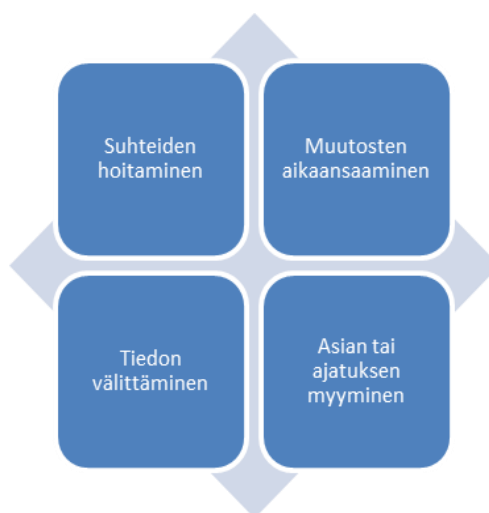 Suhteiden
hoitaminen
Muutosten
aikaansaaminen
Tiedon
välittäminen
Asian tai
ajatuksen
myyminen